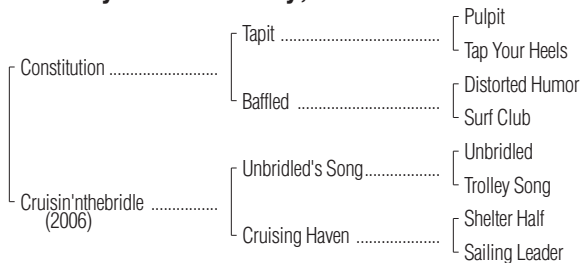 Pulpit
Tapit
Tap Your Heels
Constitution
Distorted Humor
Baffled
Surf Club
Unbridled's Song
Unbridled
Trolley Song
Cruisin'nthebridle
(2006)
Shelter Half
Cruising Haven
Sailing Leader